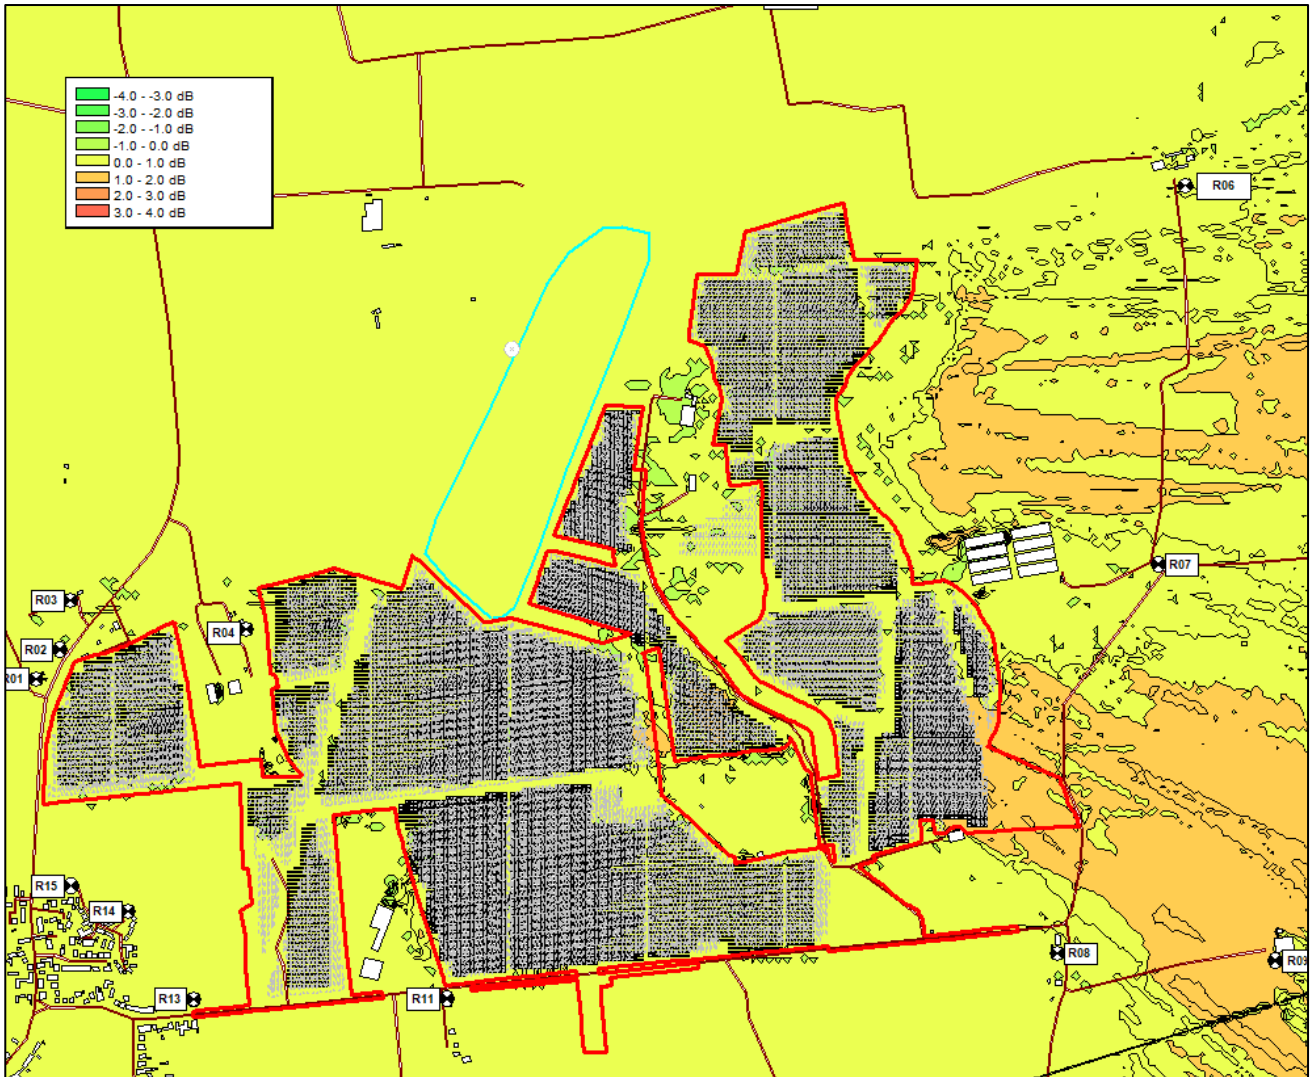 -4.0 - -3.0 dB
-3.0 - -2.0 dB
-2.0 - -1.0 dB
-1.0 - 0.0 dB
0.0 - 1.0 dB
1.0 - 2.0 dB
2.0 - 3.0 dB
3.0 - 4.0 dB
R06
R07
R03
R04
R02
R01
R15
R14
R08
R09
R13
R11